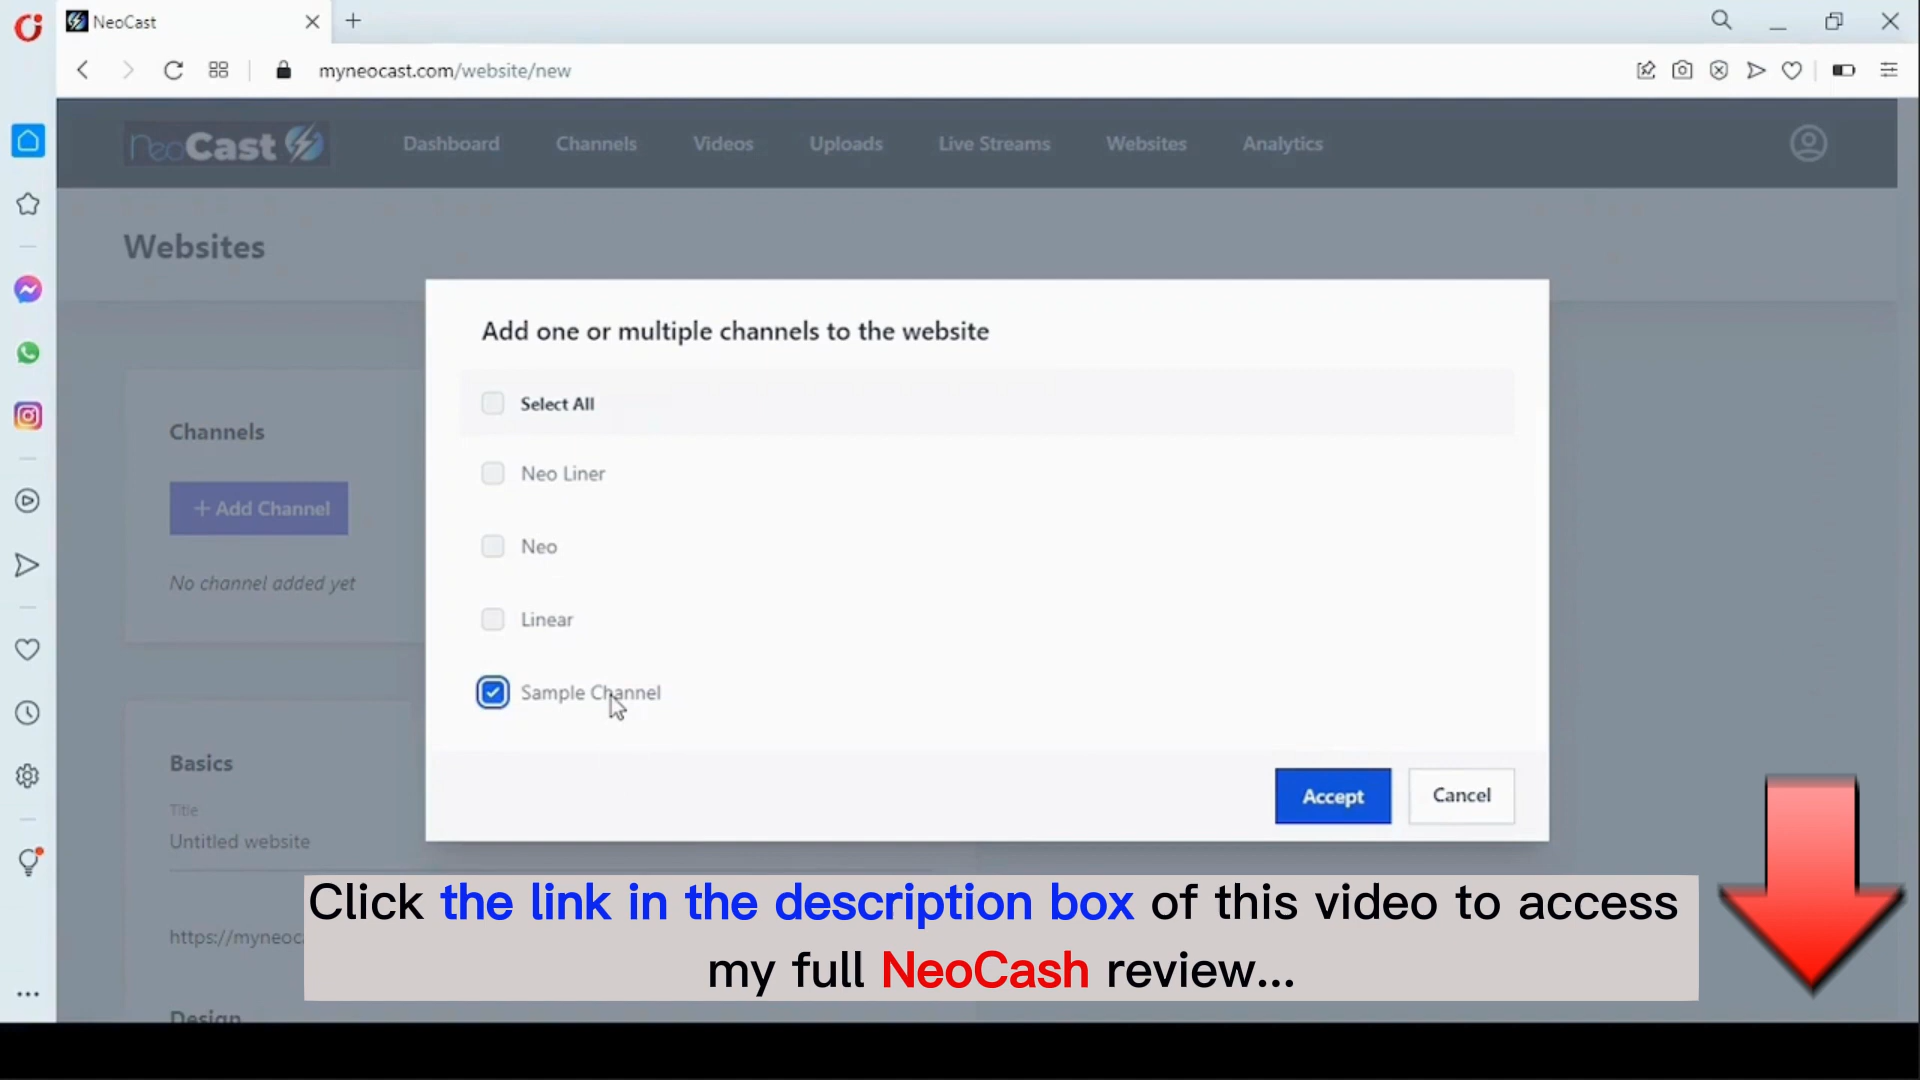 NeoCast
myneocast.com/website/new
NeoCast
Dashboard
Channels
Videos
Uploads
Live Streams
Websites
Analytics
Websites
Add one or multiple channels to the website
Select All
Neo Liner
Neo
Linear
Sample Channel
Accept
Cancel
Channels
+ Add Channel
No channel added yet
Basics
Title
Untitled website
https://myneoc
Design
Click the link in the description box of this video to access
my full NeoCash review...